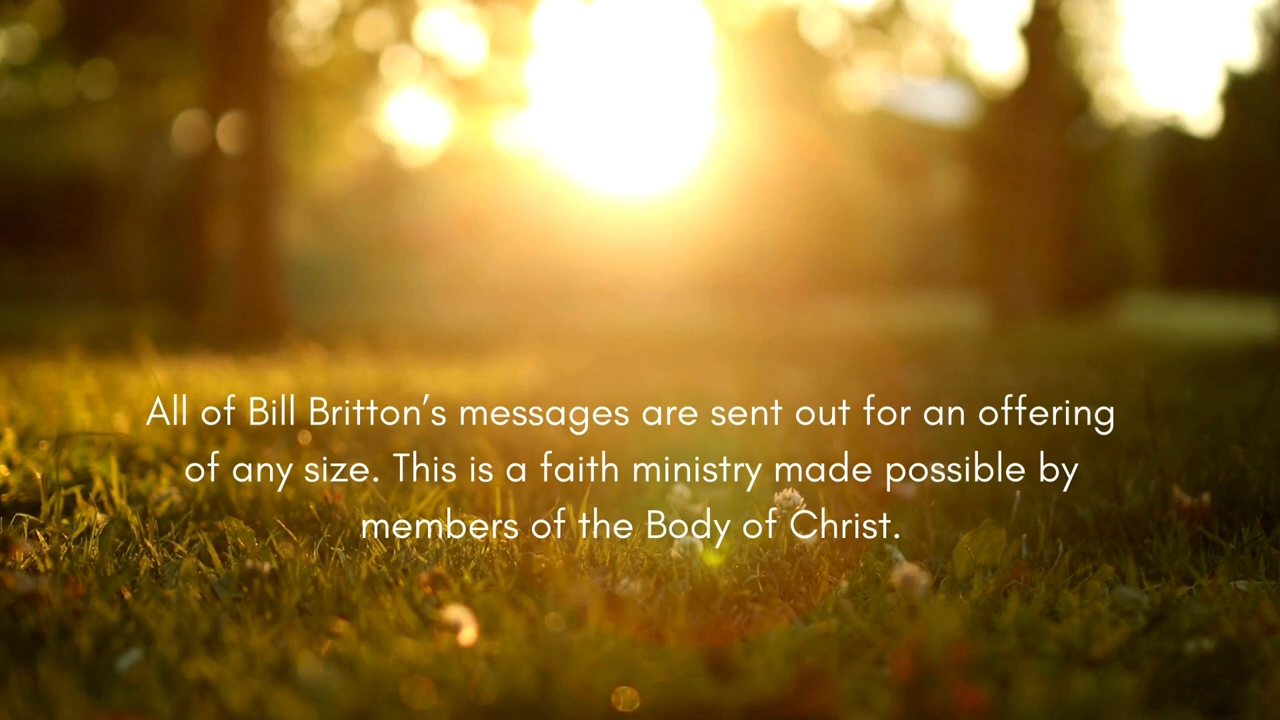 All of Bill Britton’s messages are sent out for an offering
of any size. This is a faith ministry made possible by
members of the Body of Christ.